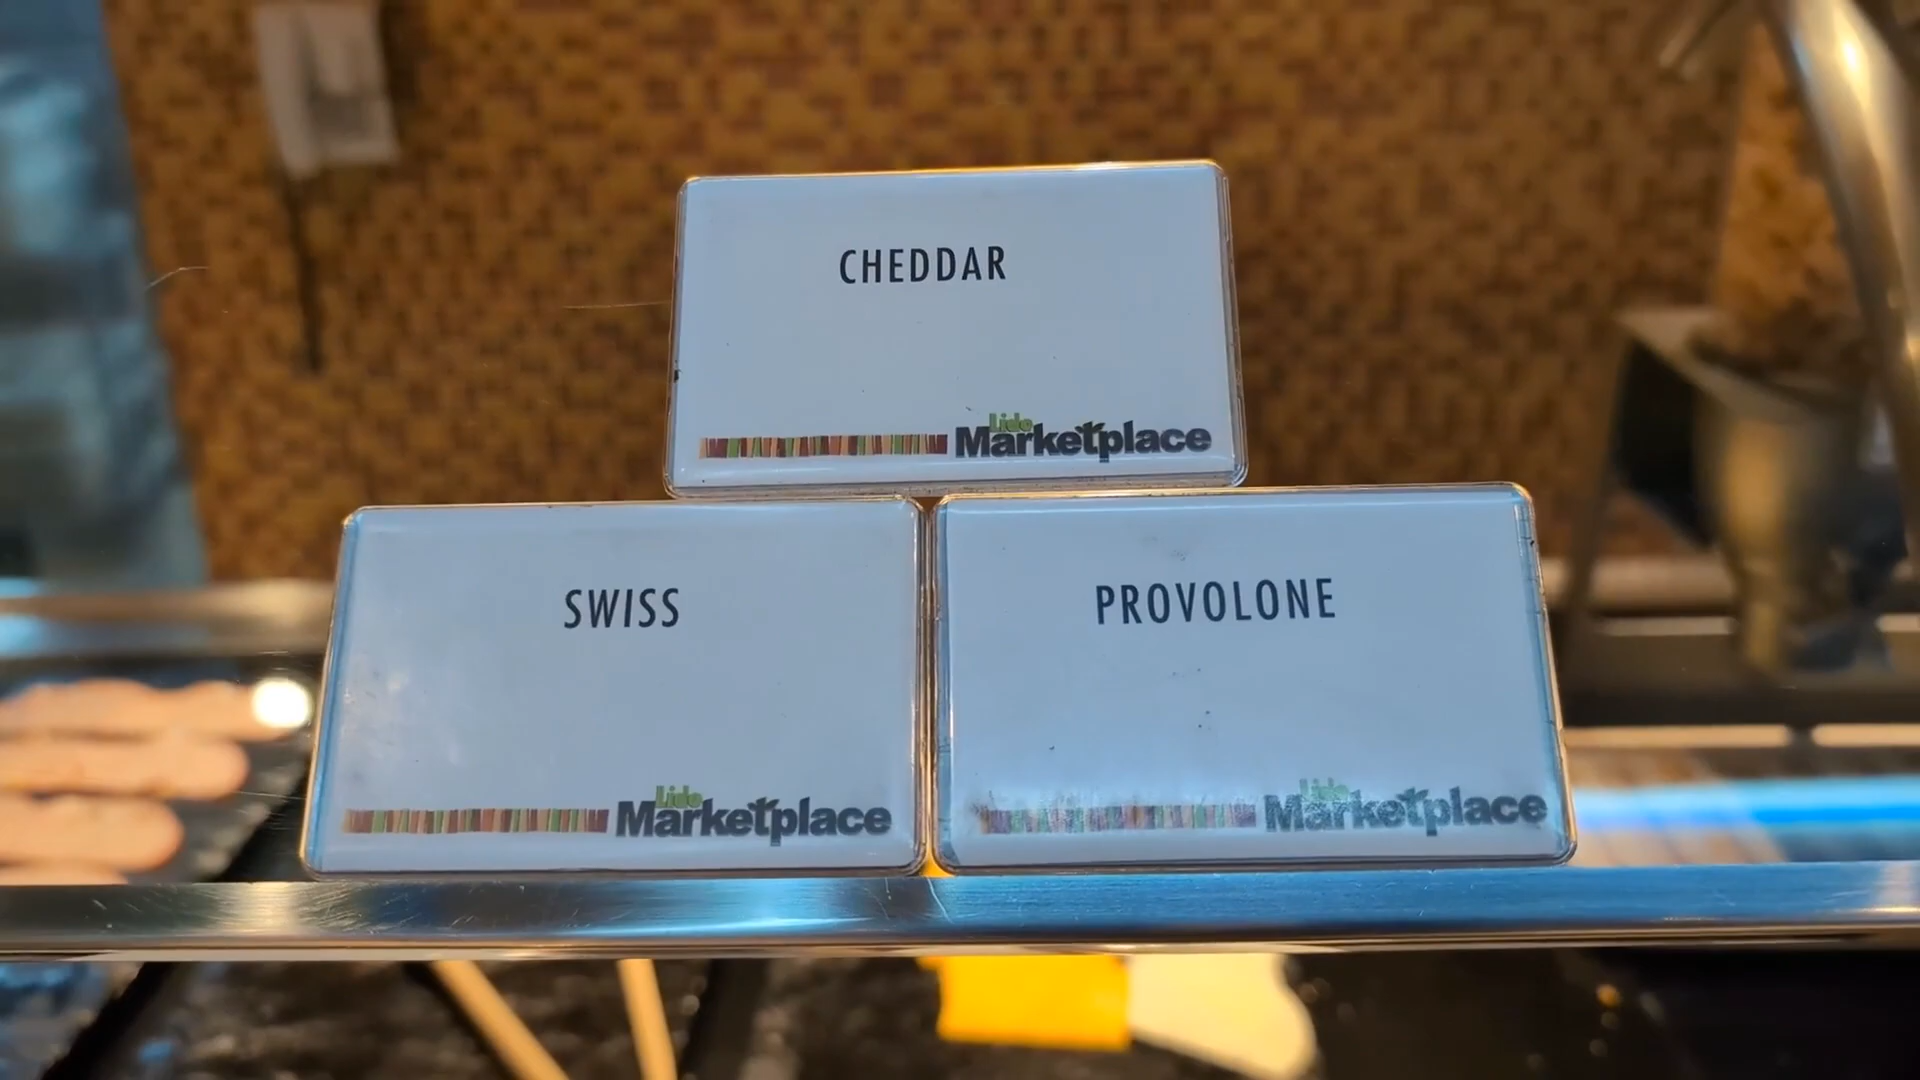 CHEDDAR
Lido
Marketplace
SWISS
Lido
Marketplace
PROVOLONE
Lido
Marketplace